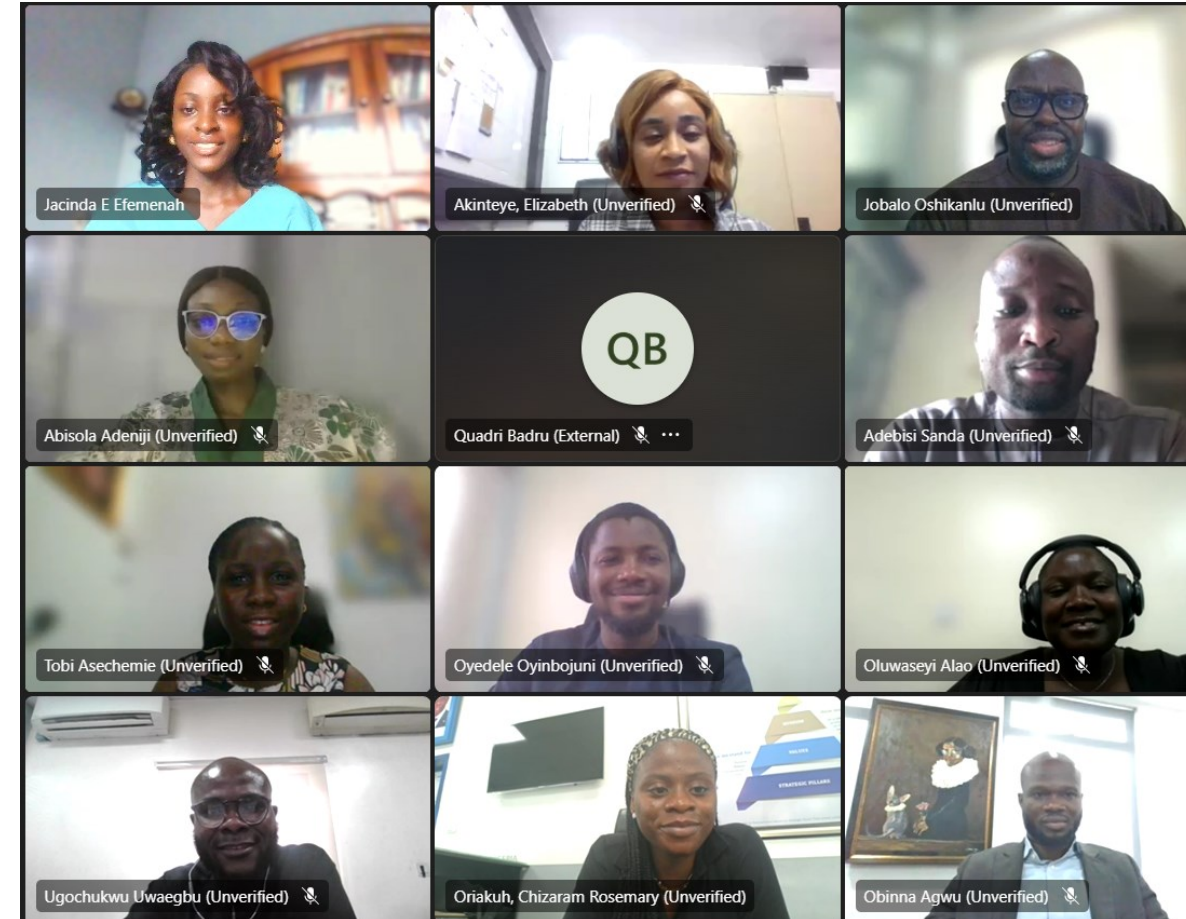 Jacinda E Efemenah
Akinteye, Elizabeth (Unverified)
Jobalo Oshikanlu (Unverified)
Abisola Adeniji (Unverified)
QB
Quadri Badru (External)
Adebisi Sanda (Unverified)
Tobi Asechemie (Unverified)
Oyedele Oyinbojuni (Unverified)
Oluwaseyi Alao (Unverified)
VALUES
STRATEGIC PILLARS
Ugochukwu Uwaegbu (Unverified)
Oriakuh, Chizaram Rosemary (Unverified)
Obinna Agwu (Unverified)